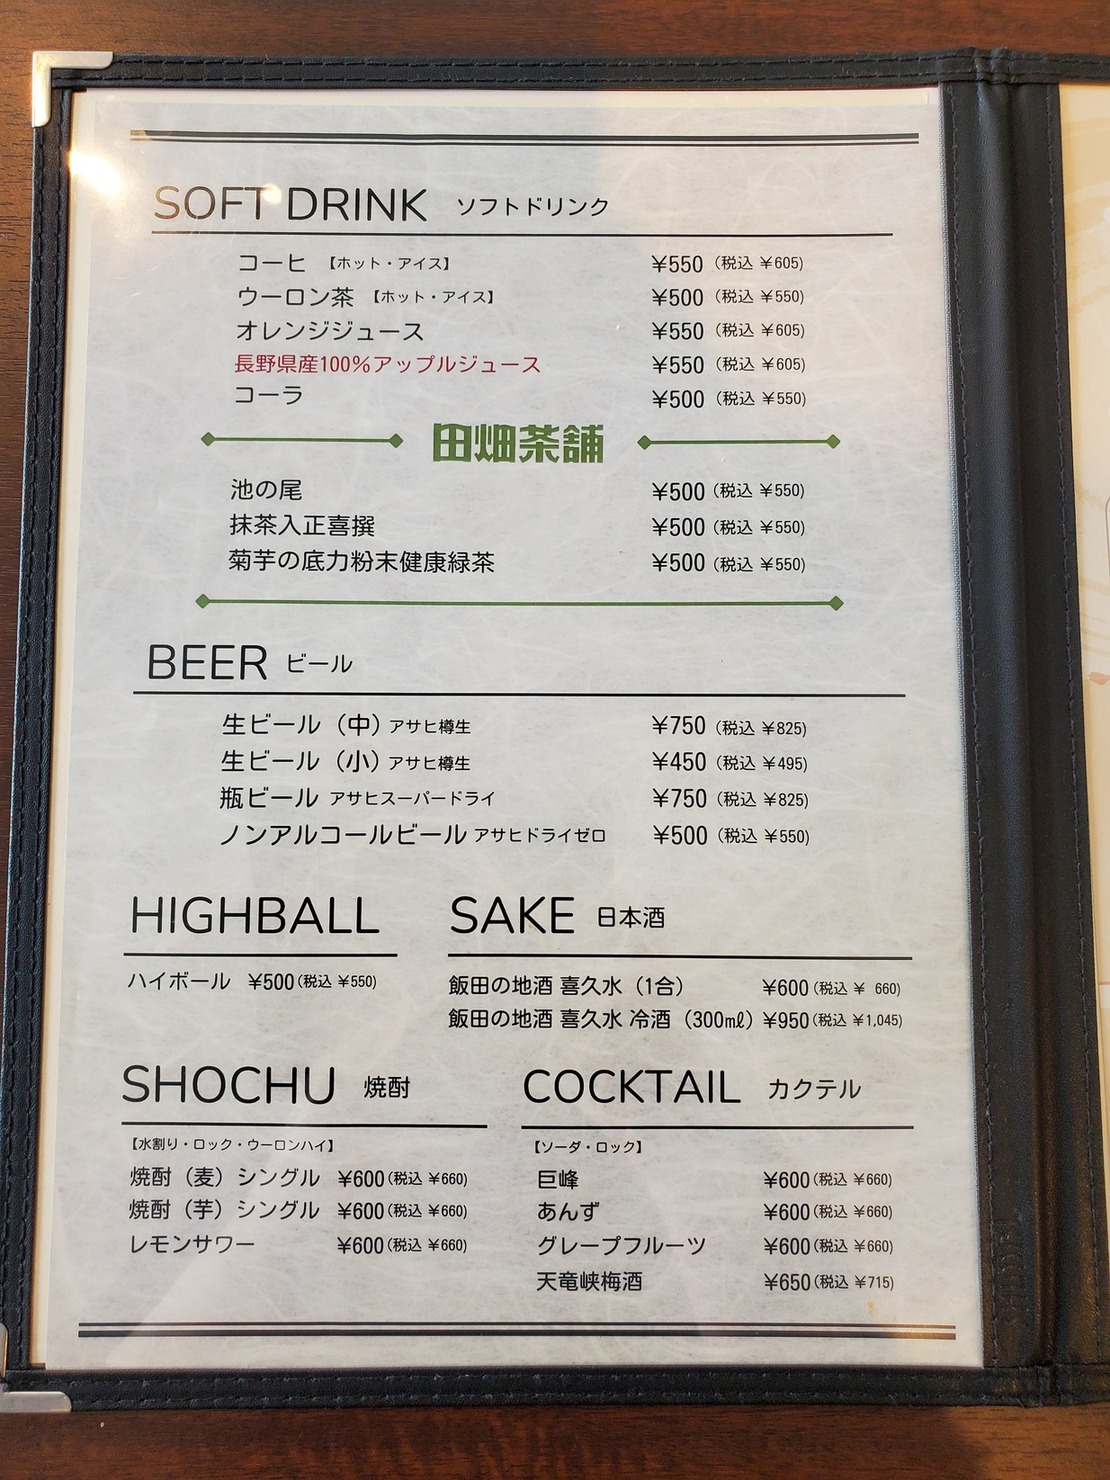 SOFT DRINK ソフトドリンク
コーヒ 【ホット・アイス】 ¥550 (税込 ¥605)
ウーロン茶 【ホット・アイス】 ¥500 (税込 ¥550)
オレンジジュース ¥550 (税込 ¥605)
長野県産100%アップルジュース ¥550 (税込 ¥605)
コーラ ¥500 (税込 ¥550)
田畑茶舗
池の尾 ¥500 (税込 ¥550)
抹茶入正喜撰 ¥500 (税込 ¥550)
菊芋の底力粉末健康緑茶 ¥500 (税込 ¥550)
BEER ビール
生ビール (中) アサヒ樽生 ¥750 (税込 ¥825)
生ビール (小) アサヒ樽生 ¥450 (税込 ¥495)
瓶ビール アサヒスーパードライ ¥750 (税込 ¥825)
ノンアルコールビール アサヒドライゼロ ¥500 (税込 ¥550)
HIGHBALL
ハイボール ¥500(税込 ¥550)
SAKE 日本酒
飯田の地酒 喜久水 (1合) ¥600(税込 ¥ 660)
飯田の地酒 喜久水 冷酒 (300㎖) ¥950(税込 ¥1,045)
SHOCHU 焼酎
【水割り・ロック・ウーロンハイ】
焼酎 (麦) シングル ¥600(税込 ¥660)
焼酎 (芋) シングル ¥600(税込 ¥660)
レモンサワー ¥600(税込 ¥660)
COCKTAIL カクテル
【ソーダ・ロック】
巨峰 ¥600(税込 ¥660)
あんず ¥600(税込 ¥660)
グレープフルーツ ¥600(税込 ¥660)
天竜峡梅酒 ¥650(税込 ¥715)